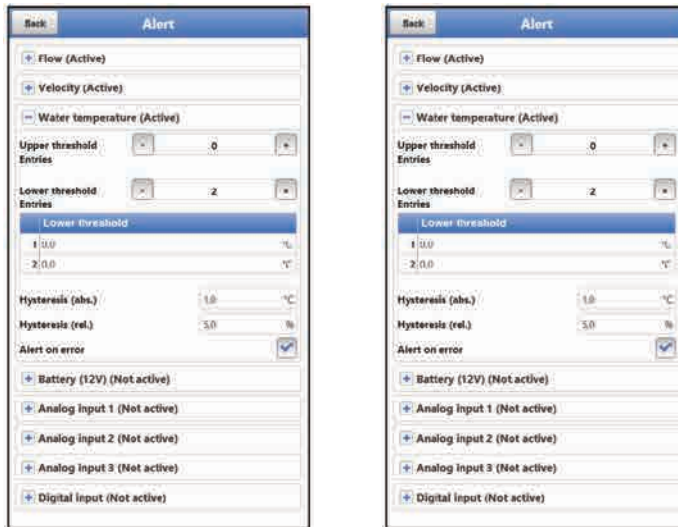 Back Alert
Flow (Active)
Velocity (Active)
Water temperature (Active)
Upper threshold 0
Entries
Lower threshold 2
Entries
Lower threshold
1 0,0 °C
2 0,0 °C
Hysteresis (abs.) 1,0 °C
Hysteresis (rel.) 5,0 %
Alert on error
Battery (12V) (Not active)
Analog input 1 (Not active)
Analog input 2 (Not active)
Analog input 3 (Not active)
Digital input (Not active)
Back Alert
Flow (Active)
Velocity (Active)
Water temperature (Active)
Upper threshold 0
Entries
Lower threshold 2
Entries
Lower threshold
1 0,0 °C
2 0,0 °C
Hysteresis (abs.) 1,0 °C
Hysteresis (rel.) 5,0 %
Alert on error
Battery (12V) (Not active)
Analog input 1 (Not active)
Analog input 2 (Not active)
Analog input 3 (Not active)
Digital input (Not active)